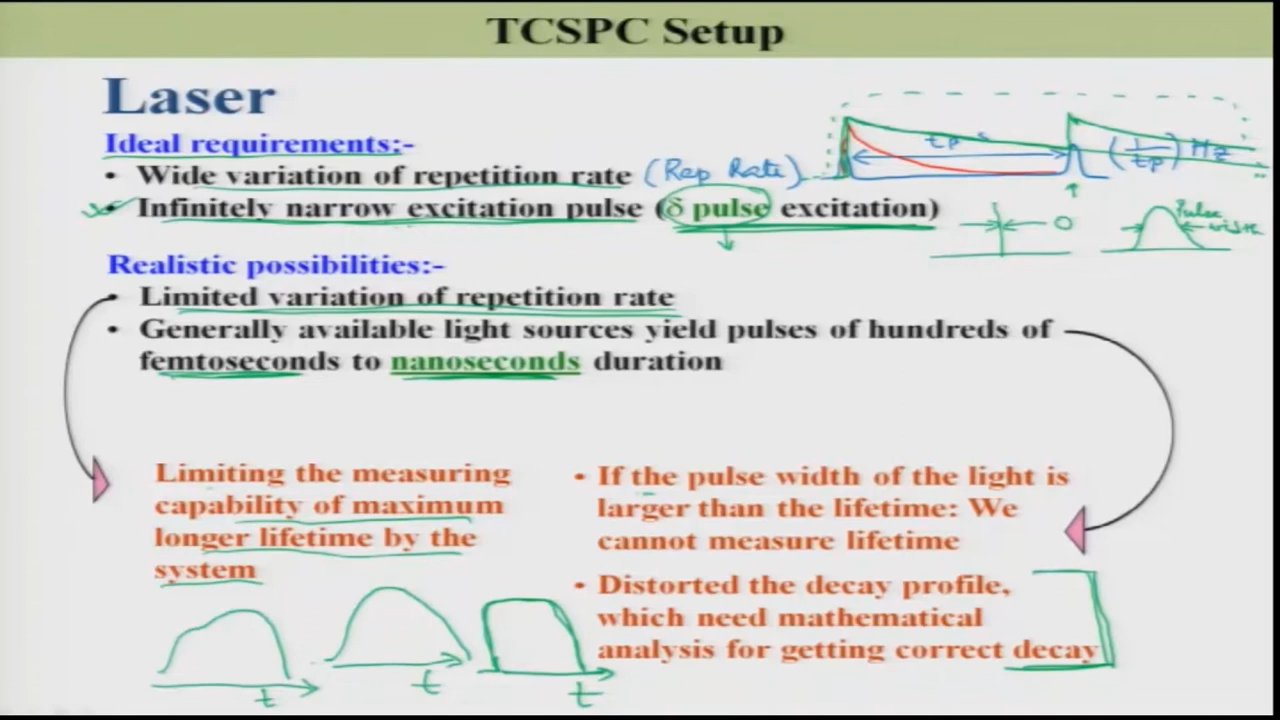 TCSPC Setup
Laser
Ideal requirements:-
• Wide variation of repetition rate (Rep Rate)
• Infinitely narrow excitation pulse (δ pulse excitation)
tp
(1/tp) Hz
0
Pulse
width
Realistic possibilities:-
• Limited variation of repetition rate
• Generally available light sources yield pulses of hundreds of
femtoseconds to nanoseconds duration
Limiting the measuring
capability of maximum
longer lifetime by the
system
• If the pulse width of the light is
larger than the lifetime: We
cannot measure lifetime
• Distorted the decay profile,
which need mathematical
analysis for getting correct decay
t
t
t